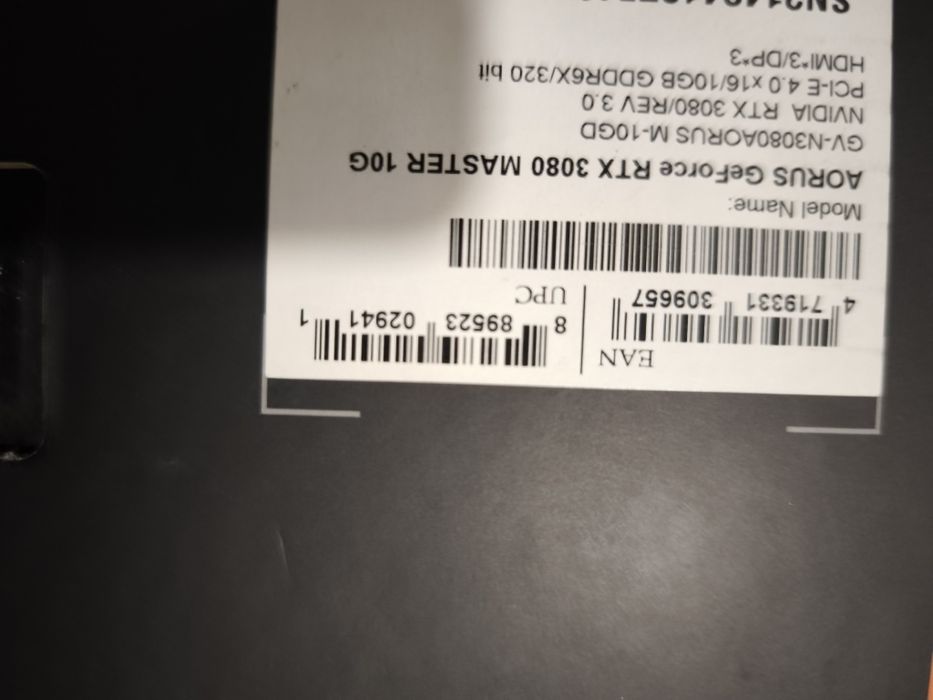 EAN
4 719331 309657
8 89523 02941 1
UPC
Model Name:
AORUS GeForce RTX 3080 MASTER 10G
GV-N3080AORUS M-10GD
NVIDIA RTX 3080/REV 3.0
PCI-E 4.0 x16/10GB GDDR6X/320 bit
HDMI*3/DP*3